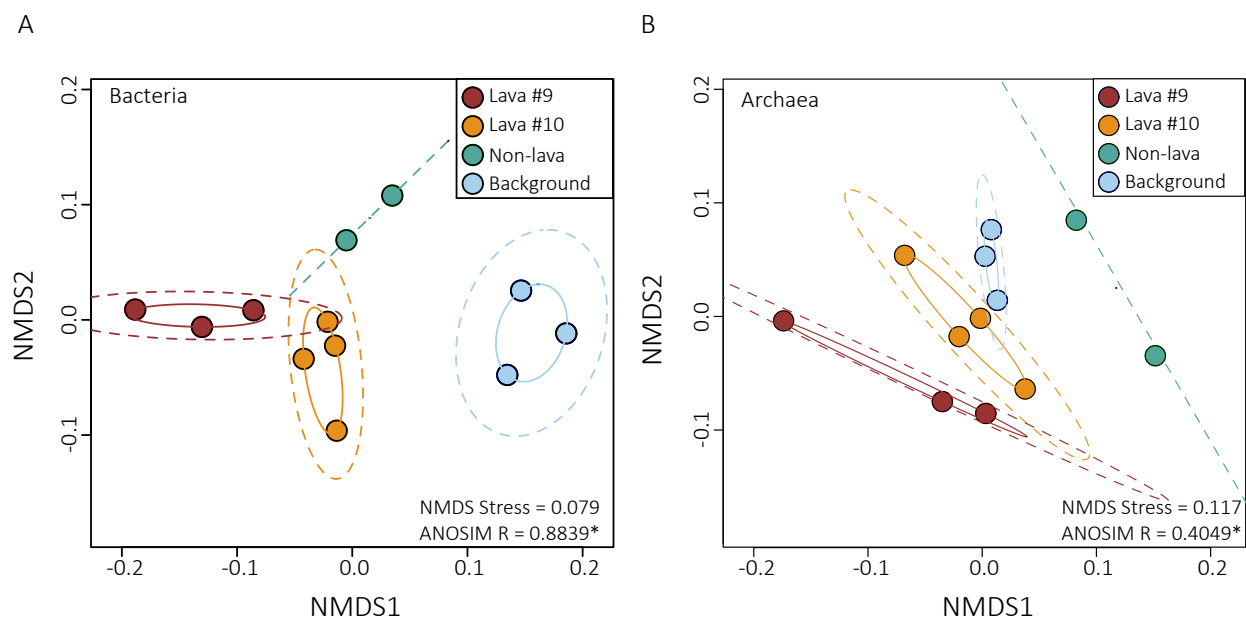 A
Bacteria
Lava #9
Lava #10
Non-lava
Background
0.2
0.1
0.0
-0.1
NMDS2
NMDS Stress = 0.079
ANOSIM R = 0.8839*
-0.2
-0.1
0.0
0.1
0.2
NMDS1
B
Archaea
Lava #9
Lava #10
Non-lava
Background
0.2
0.1
0.0
-0.1
NMDS2
NMDS Stress = 0.117
ANOSIM R = 0.4049*
-0.2
-0.1
0.0
0.1
0.2
NMDS1